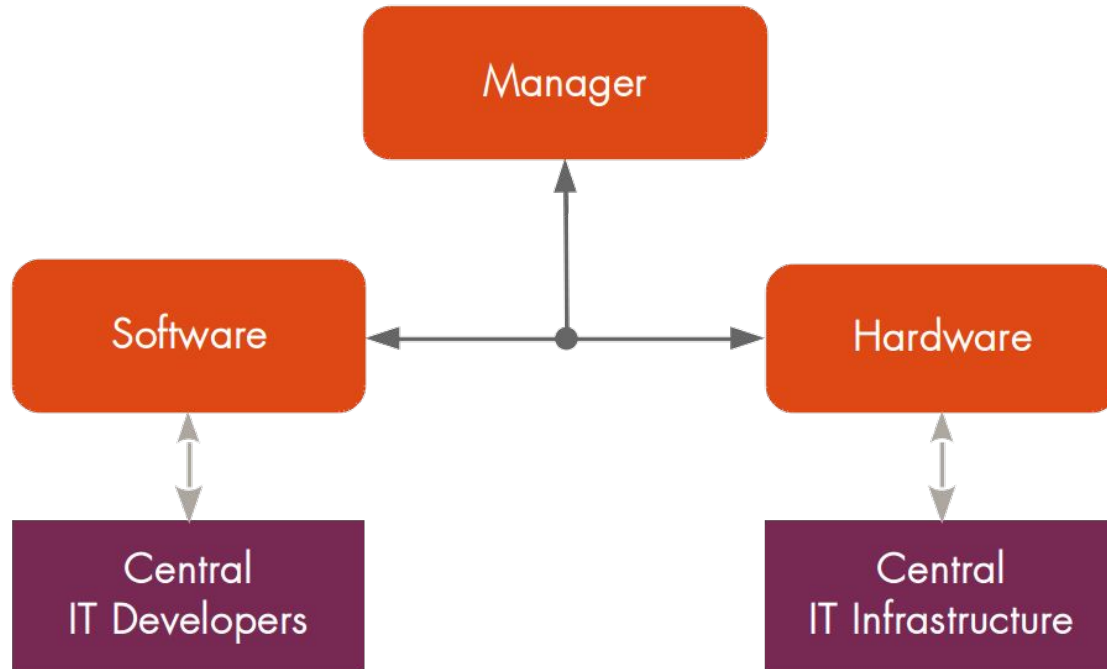 Manager
Software
Hardware
Central
IT Developers
Central
IT Infrastructure